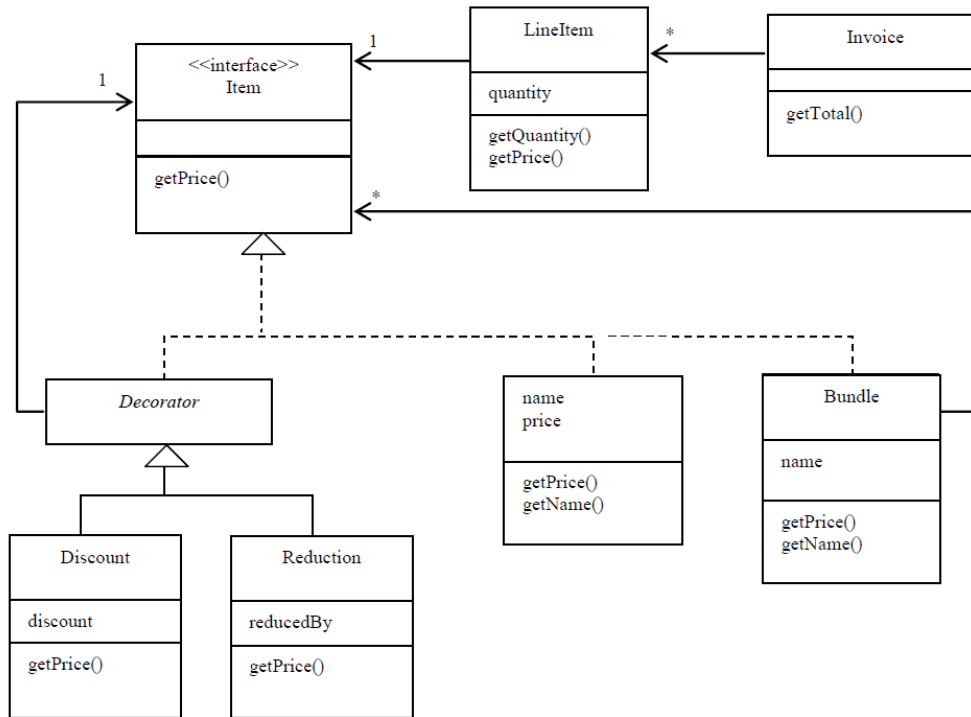 <<interface>>
Item
getPrice()
1
1
LineItem
quantity
getQuantity()
getPrice()
*
Invoice
getTotal()
*
Decorator
name
price
getPrice()
getName()
Bundle
name
getPrice()
getName()
Discount
discount
getPrice()
Reduction
reducedBy
getPrice()